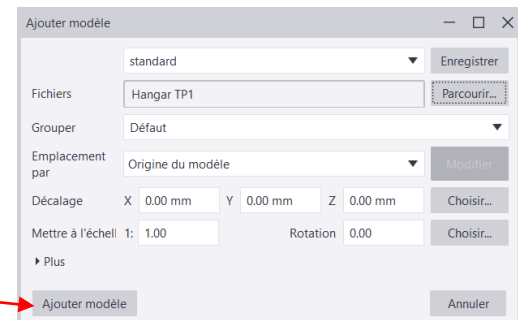 Ajouter modèle
standard Enregistrer
Fichiers Hangar TP1 Parcourir...
Grouper Défaut
Emplacement par Origine du modèle Modifier
Décalage X 0.00 mm Y 0.00 mm Z 0.00 mm Choisir...
Mettre à l'échell 1: 1.00 Rotation 0.00 Choisir...
Plus
Ajouter modèle Annuler